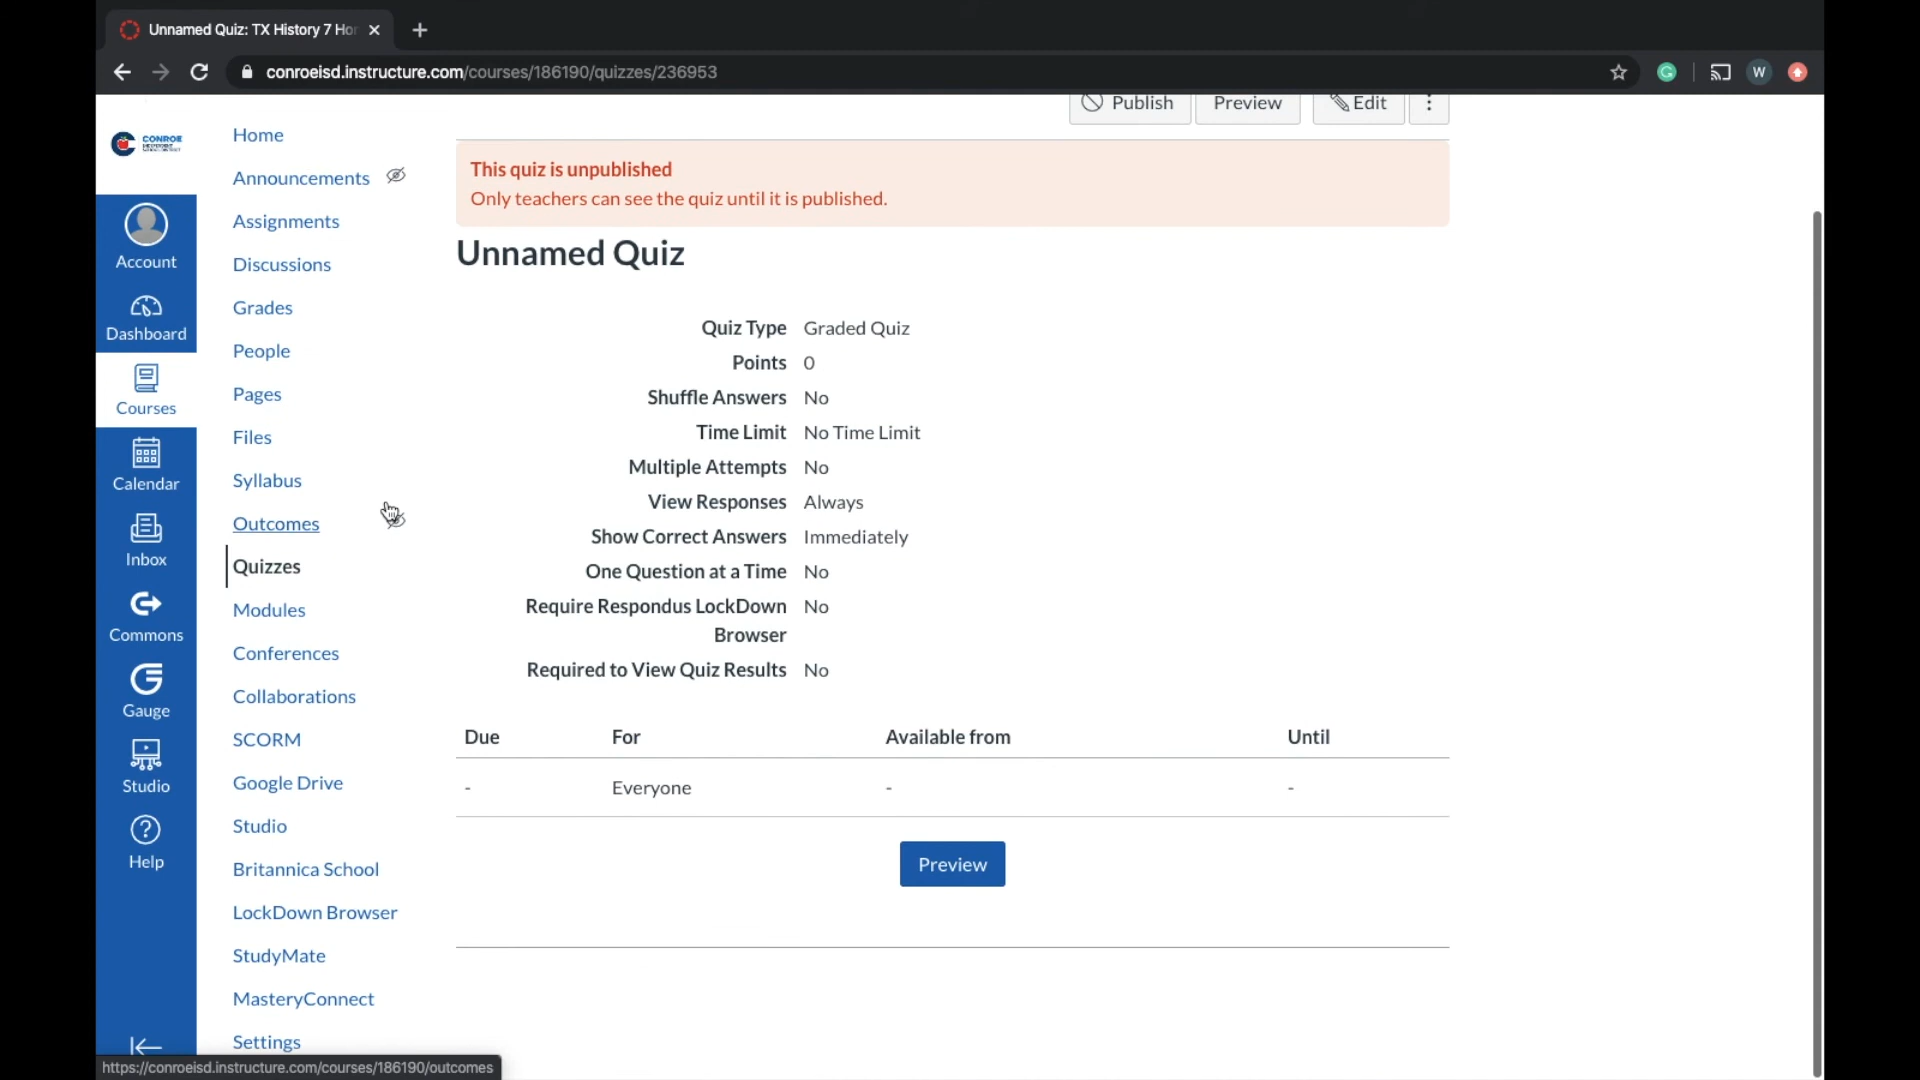 Unnamed Quiz: TX History 7 Hor
conroeisd.instructure.com/courses/186190/quizzes/236953
W
Publish
Preview
Edit
CONROE
Home
Announcements
Assignments
Discussions
Grades
People
Pages
Files
Syllabus
Outcomes
Quizzes
Modules
Conferences
Collaborations
SCORM
Google Drive
Studio
Britannica School
LockDown Browser
StudyMate
MasteryConnect
Settings
Account
Dashboard
Courses
Calendar
Inbox
Commons
Gauge
Studio
Help
This quiz is unpublished
Only teachers can see the quiz until it is published.
Unnamed Quiz
Quiz Type Graded Quiz
Points 0
Shuffle Answers No
Time Limit No Time Limit
Multiple Attempts No
View Responses Always
Show Correct Answers Immediately
One Question at a Time No
Require Respondus LockDown No
Browser
Required to View Quiz Results No
Due For Available from Until
- Everyone - -
Preview
https://conroeisd.instructure.com/courses/186190/outcomes